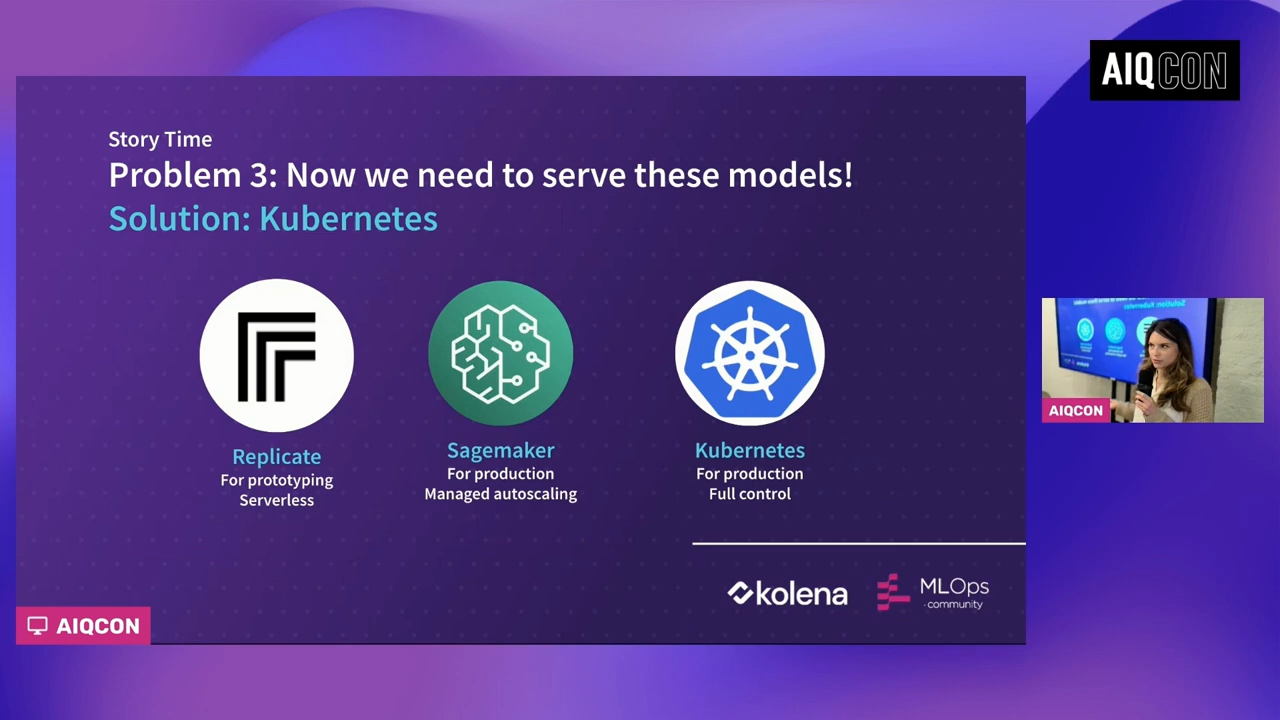 AIQCON
Story Time
Problem 3: Now we need to serve these models!
Solution: Kubernetes
Replicate
For prototyping
Serverless
Sagemaker
For production
Managed autoscaling
Kubernetes
For production
Full control
kolena
MLOps
community
AIQCON
AIQCON